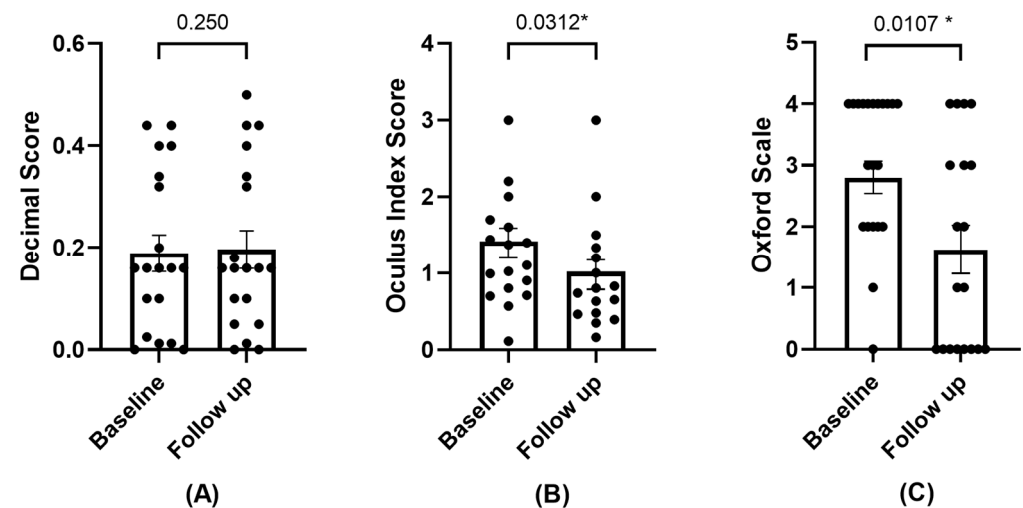 0.250
0.6
0.4
0.2
0.0
Decimal Score
Baseline
Follow up
(A)
0.0312*
4
3
2
1
0
Oculus Index Score
Baseline
Follow up
(B)
0.0107 *
5
4
3
2
1
0
Oxford Scale
Baseline
Follow up
(C)